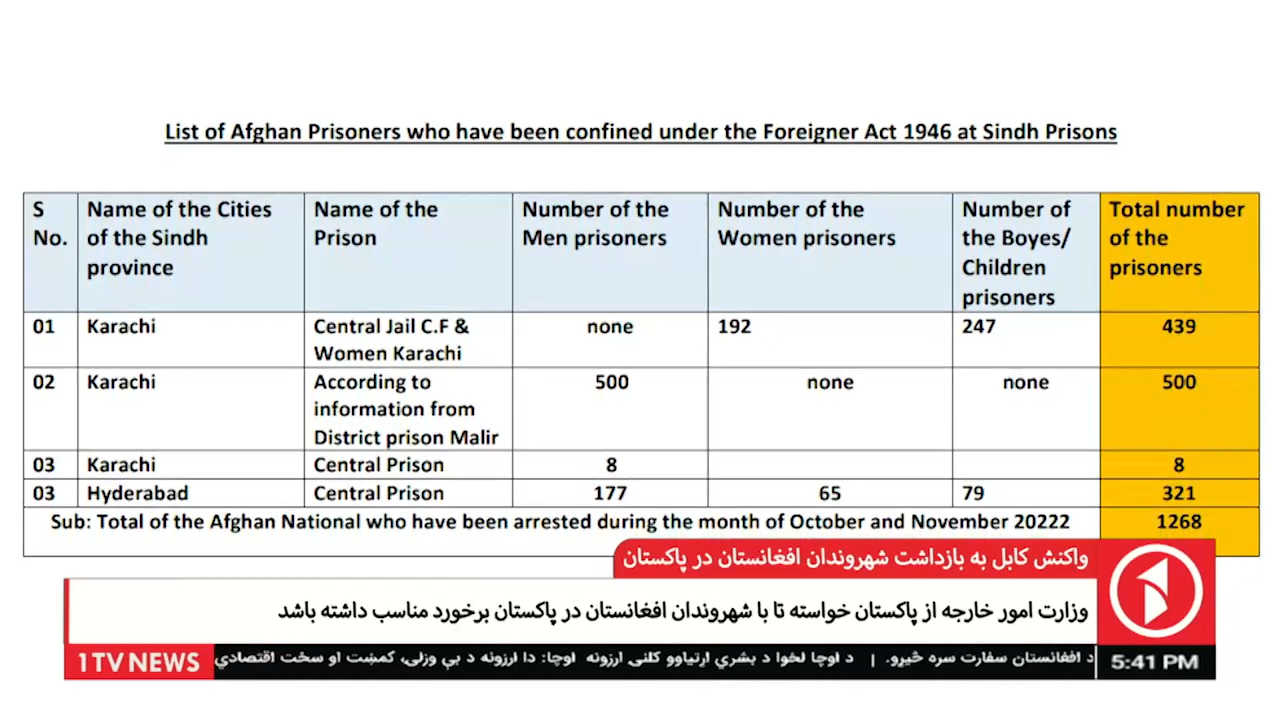 List of Afghan Prisoners who have been confined under the Foreigner Act 1946 at Sindh Prisons
S No. Name of the Cities of the Sindh province Name of the Prison Number of the Men prisoners Number of the Women prisoners Number of the Boyes/ Children prisoners Total number of the prisoners
01 Karachi Central Jail C.F & Women Karachi none 192 247 439
02 Karachi According to information from District prison Malir 500 none none 500
03 Karachi Central Prison 8 8
03 Hyderabad Central Prison 177 65 79 321
Sub: Total of the Afghan National who have been arrested during the month of October and November 20222 1268
واکنش کابل به بازداشت شهروندان افغانستان در پاکستان
وزارت امور خارجه از پاکستان خواسته تا با شهروندان افغانستان در پاکستان برخورد مناسب داشته باشد
1TV NEWS
د افغانستان سفارت سره څېړو. | د اوچا لخوا د بشري اړتیاوو کلنۍ ارزونه اوچا: دا ارزونه د بې وزلۍ، کمښت او سخت اقتصادي
5:41 PM